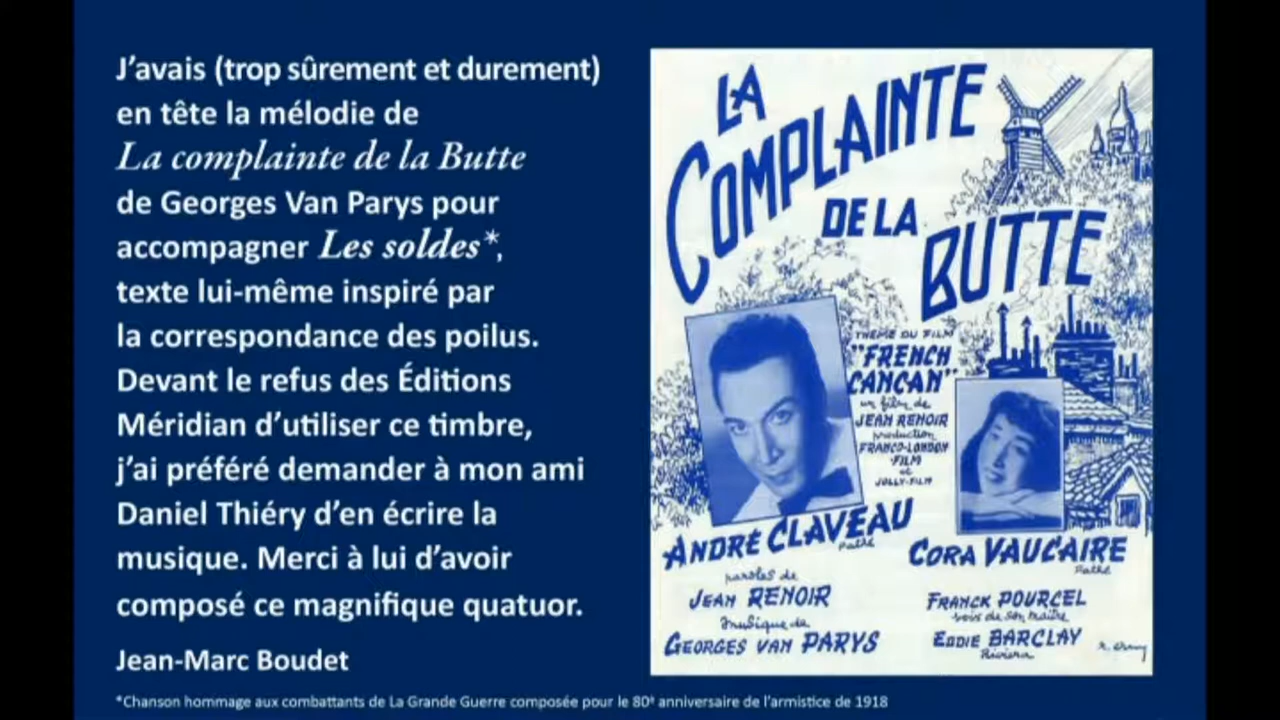 J’avais (trop sûrement et durement)
en tête la mélodie de
La complainte de la Butte
de Georges Van Parys pour
accompagner Les soldes*,
texte lui-même inspiré par
la correspondance des poilus.
Devant le refus des Éditions
Méridian d’utiliser ce timbre,
j’ai préféré demander à mon ami
Daniel Thiéry d’en écrire la
musique. Merci à lui d’avoir
composé ce magnifique quatuor.
Jean-Marc Boudet
*Chanson hommage aux combattants de La Grande Guerre composée pour le 80e anniversaire de l’armistice de 1918
LA
COMPLAINTE
DE LA
BUTTE
THÈME DU FILM
"FRENCH
CANCAN"
un film de
JEAN RENOIR
production
FRANCO-LONDON
-FILM
et
JOLLY-FILM
ANDRÉ CLAVEAU
Pathé
CORA VAUCAIRE
Pathé
paroles de
JEAN RENOIR
musique de
GEORGES VAN PARYS
FRANCK POURCEL
Voix de son maître
EDDIE BARCLAY
Riviera